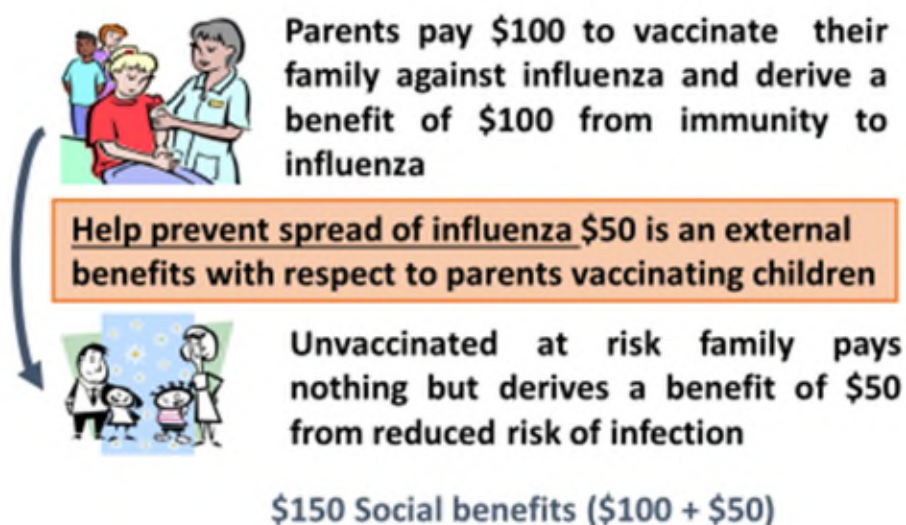 Parents pay $100 to vaccinate their
family against influenza and derive a
benefit of $100 from immunity to
influenza
Help prevent spread of influenza $50 is an external
benefits with respect to parents vaccinating children
Unvaccinated at risk family pays
nothing but derives a benefit of $50
from reduced risk of infection
$150 Social benefits ($100 + $50)